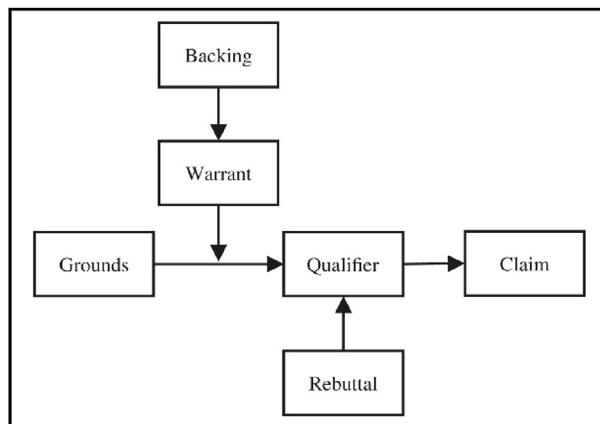 Backing
Warrant
Grounds
Qualifier
Claim
Rebuttal